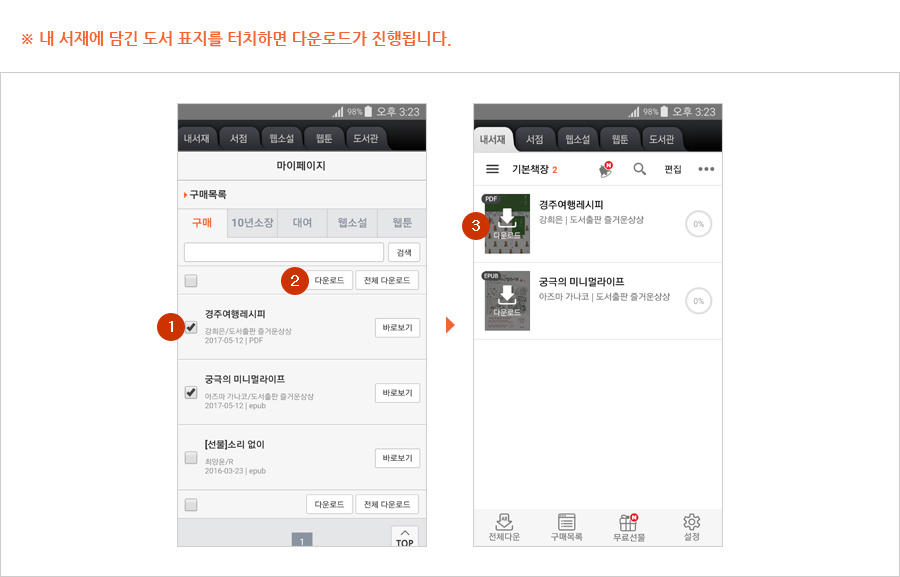 ※ 내 서재에 담긴 도서 표지를 터치하면 다운로드가 진행됩니다.
98% 오후 3:23
내서재 서점 웹소설 웹툰 도서관
마이페이지
구매목록
구매 10년소장 대여 웹소설 웹툰
검색
2 다운로드 전체 다운로드
경주여행레시피
1
강희은/도서출판 즐거운상상
바로보기
2017-05-12 | PDF
궁극의 미니멀라이프
아즈마 가나코/도서출판 즐거운상상
바로보기
2017-05-12 | epub
[선물]소리 없이
최양윤/R
바로보기
2016-03-23 | epub
다운로드 전체 다운로드
1
TOP
98% 오후 3:23
내서재 서점 웹소설 웹툰 도서관
기본책장 2 N 편집
PDF
경주여행레시피
강희은 | 도서출판 즐거운상상
3
다운로드
0%
EPUB
궁극의 미니멀라이프
아즈마 가나코 | 도서출판 즐거운상상
다운로드
0%
N
전체다운 구매목록 무료선물 설정